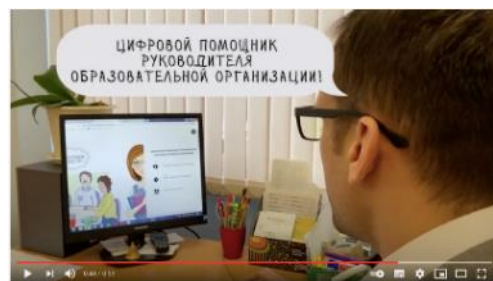 ЦИФРОВОЙ ПОМОЩНИК
РУКОВОДИТЕЛЯ
ОБРАЗОВАТЕЛЬНОЙ ОРГАНИЗАЦИИ!